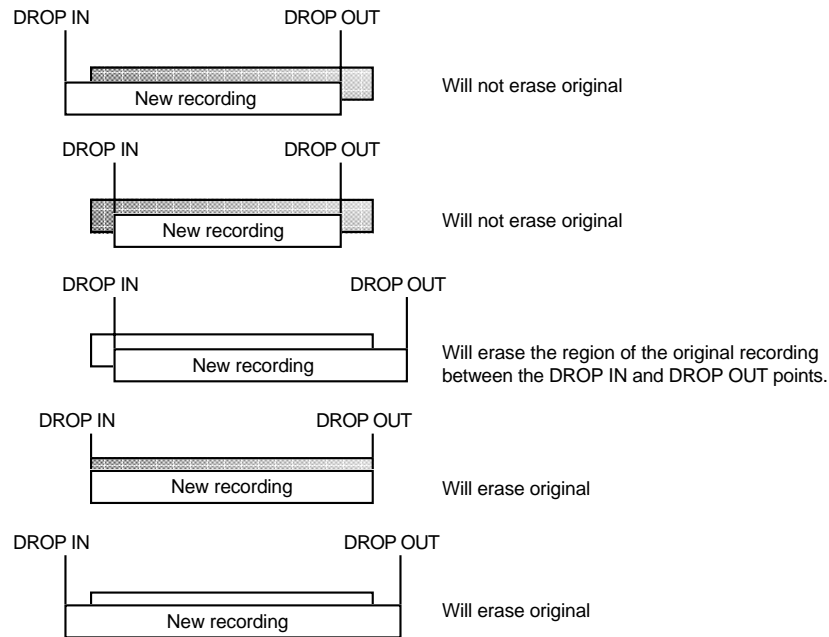 DROP IN DROP OUT
New recording
Will not erase original
DROP IN DROP OUT
New recording
Will not erase original
DROP IN DROP OUT
New recording
Will erase the region of the original recording
between the DROP IN and DROP OUT points.
DROP IN DROP OUT
New recording
Will erase original
DROP IN DROP OUT
New recording
Will erase original